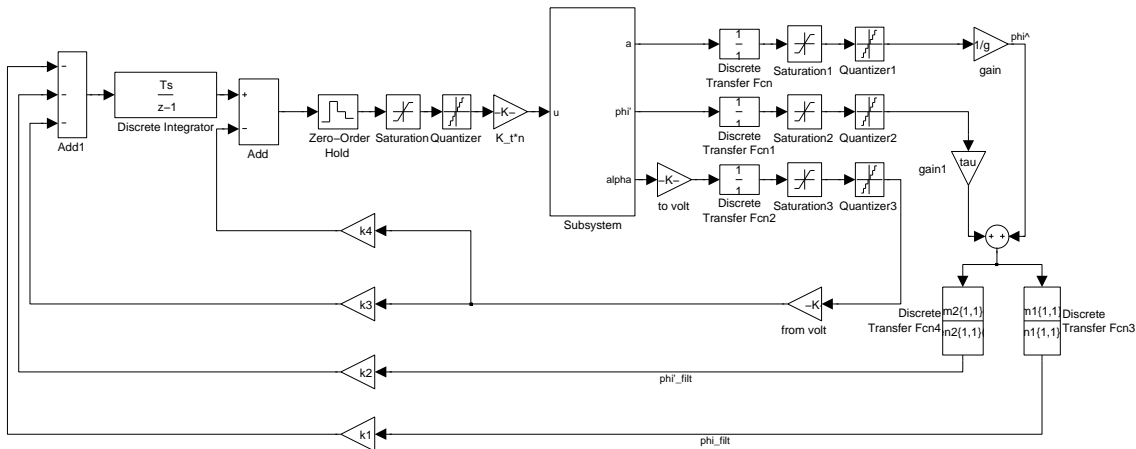 −
−
−
Add1
Ts
z−1
Discrete Integrator
+
−
Add
Zero−Order
Hold
Saturation
Quantizer
−K−
K_t*n
u
a
phi'
alpha
Subsystem
1
1
Discrete
Transfer Fcn
Saturation1
Quantizer1
1/g
gain
phi^
1
1
Discrete
Transfer Fcn1
Saturation2
Quantizer2
tau
gain1
−K−
to volt
1
1
Discrete
Transfer Fcn2
Saturation3
Quantizer3
+ +
k4
k3
−K
from volt
m2{1,1}
en2{1,1}(
Discrete
Transfer Fcn4
m1{1,1}
n1{1,1}
Discrete
Transfer Fcn3
k2
phi'_filt
k1
phi_filt